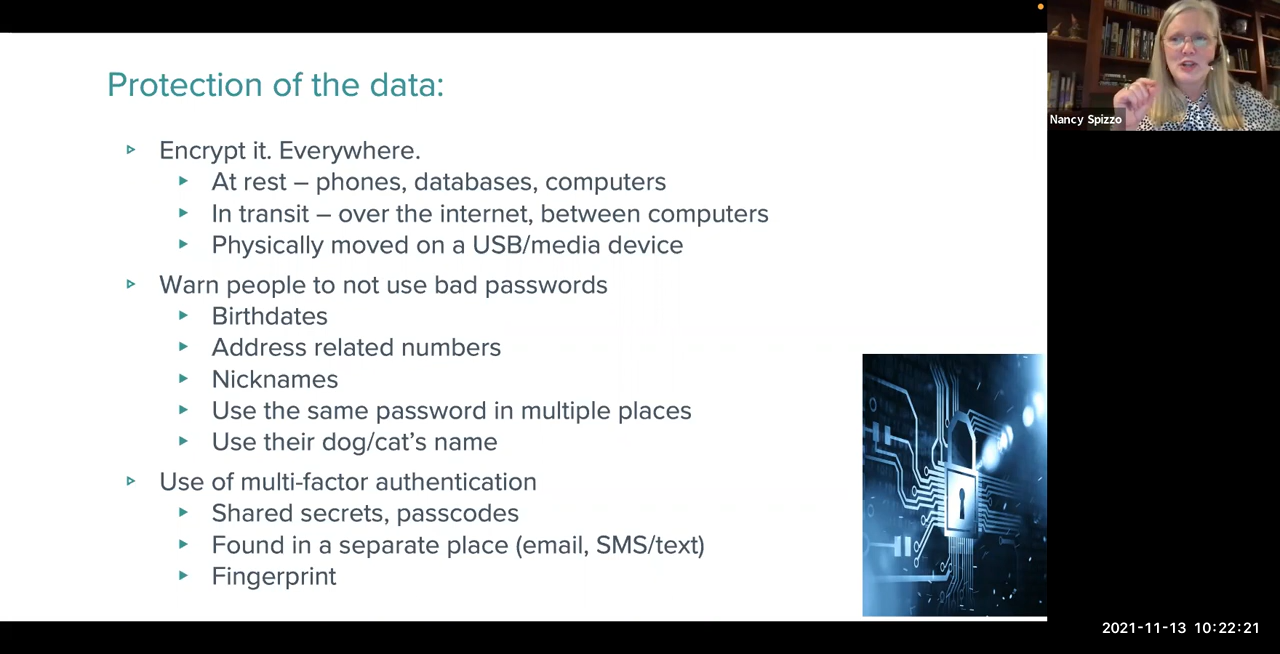 Protection of the data:
Encrypt it. Everywhere.
At rest – phones, databases, computers
In transit – over the internet, between computers
Physically moved on a USB/media device
Warn people to not use bad passwords
Birthdates
Address related numbers
Nicknames
Use the same password in multiple places
Use their dog/cat's name
Use of multi-factor authentication
Shared secrets, passcodes
Found in a separate place (email, SMS/text)
Fingerprint
Nancy Spizzo
2021-11-13 10:22:21